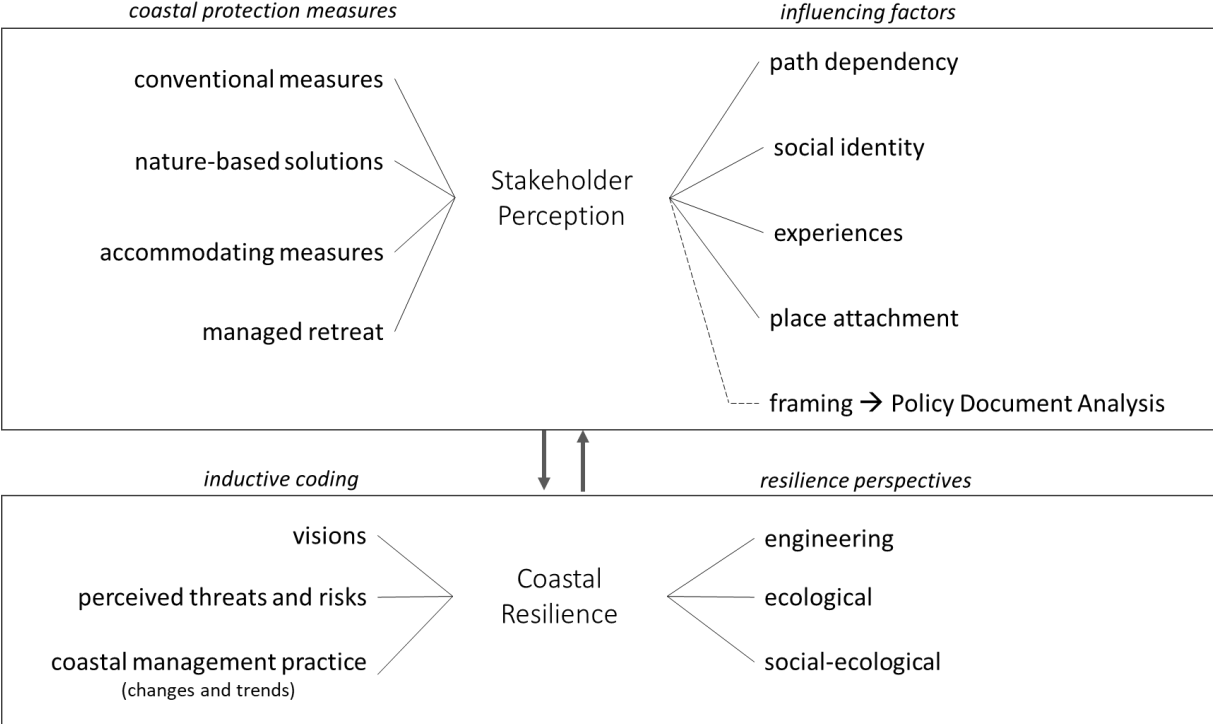 coastal protection measures
influencing factors
conventional measures
nature-based solutions
accommodating measures
managed retreat
Stakeholder
Perception
path dependency
social identity
experiences
place attachment
framing → Policy Document Analysis
inductive coding
resilience perspectives
visions
perceived threats and risks
coastal management practice
(changes and trends)
Coastal
Resilience
engineering
ecological
social-ecological